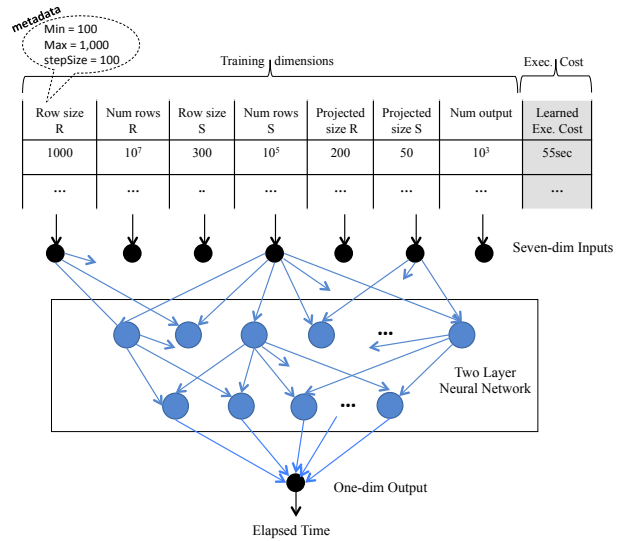 metadata
Min = 100
Max = 1,000
stepSize = 100
Training dimensions
Exec. Cost
Row size R
Num rows R
Row size S
Num rows S
Projected size R
Projected size S
Num output
Learned Exe. Cost
1000
10⁷
300
10⁵
200
50
10³
55sec
...
...
..
...
...
...
...
...
Seven-dim Inputs
...
Two Layer
Neural Network
...
One-dim Output
Elapsed Time